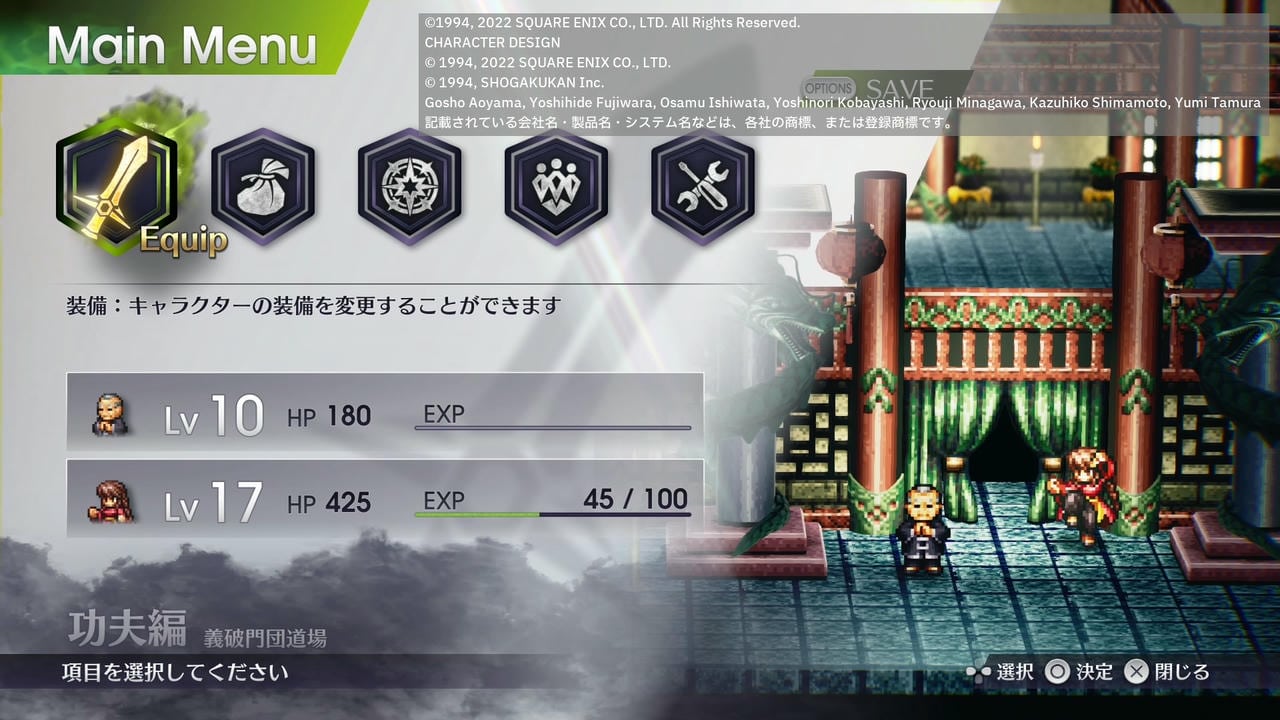 Main Menu
©1994, 2022 SQUARE ENIX CO., LTD. All Rights Reserved.
CHARACTER DESIGN
© 1994, 2022 SQUARE ENIX CO., LTD.
© 1994, SHOGAKUKAN Inc.
OPTIONS SAVE
Gosho Aoyama, Yoshihide Fujiwara, Osamu Ishiwata, Yoshinori Kobayashi, Ryouji Minagawa, Kazuhiko Shimamoto, Yumi Tamura
記載されている会社名・製品名・システム名などは、各社の商標、または登録商標です。
Equip
装備：キャラクターの装備を変更することができます
Lv 10 HP 180 EXP
Lv 17 HP 425 EXP 45 / 100
功夫編 義破門団道場
項目を選択してください
選択 決定 閉じる